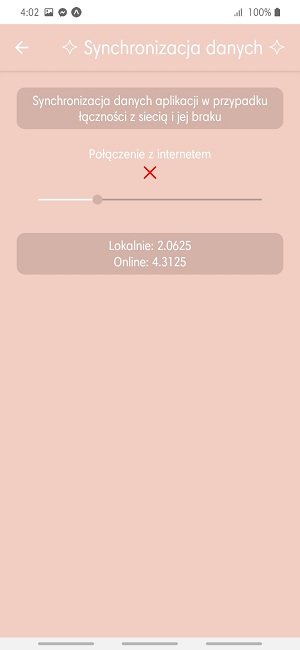 4:02
100%
Synchronizacja danych
Synchronizacja danych aplikacji w przypadku
łączności z siecią i jej braku
Połączenie z internetem
Lokalnie: 2.0625
Online: 4.3125